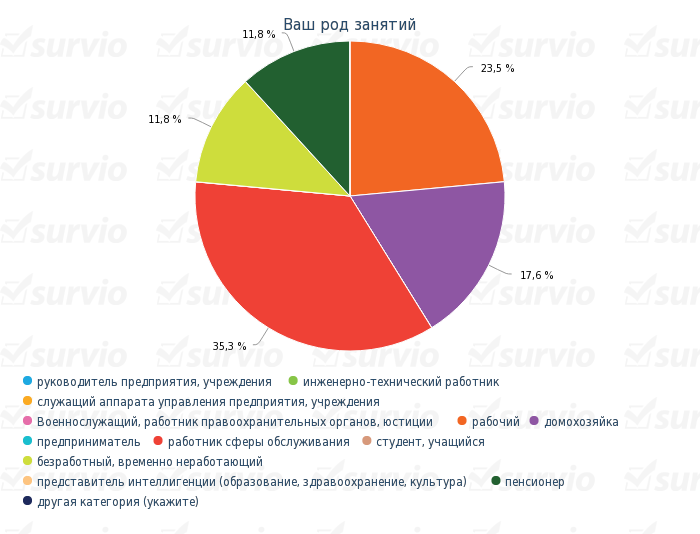 Ваш род занятий
11,8 %
23,5 %
11,8 %
17,6 %
35,3 %
руководитель предприятия, учреждения инженерно-технический работник
служащий аппарата управления предприятия, учреждения
Военнослужащий, работник правоохранительных органов, юстиции рабочий домохозяйка
предприниматель работник сферы обслуживания студент, учащийся
безработный, временно неработающий
представитель интеллигенции (образование, здравоохранение, культура) пенсионер
другая категория (укажите)
survio